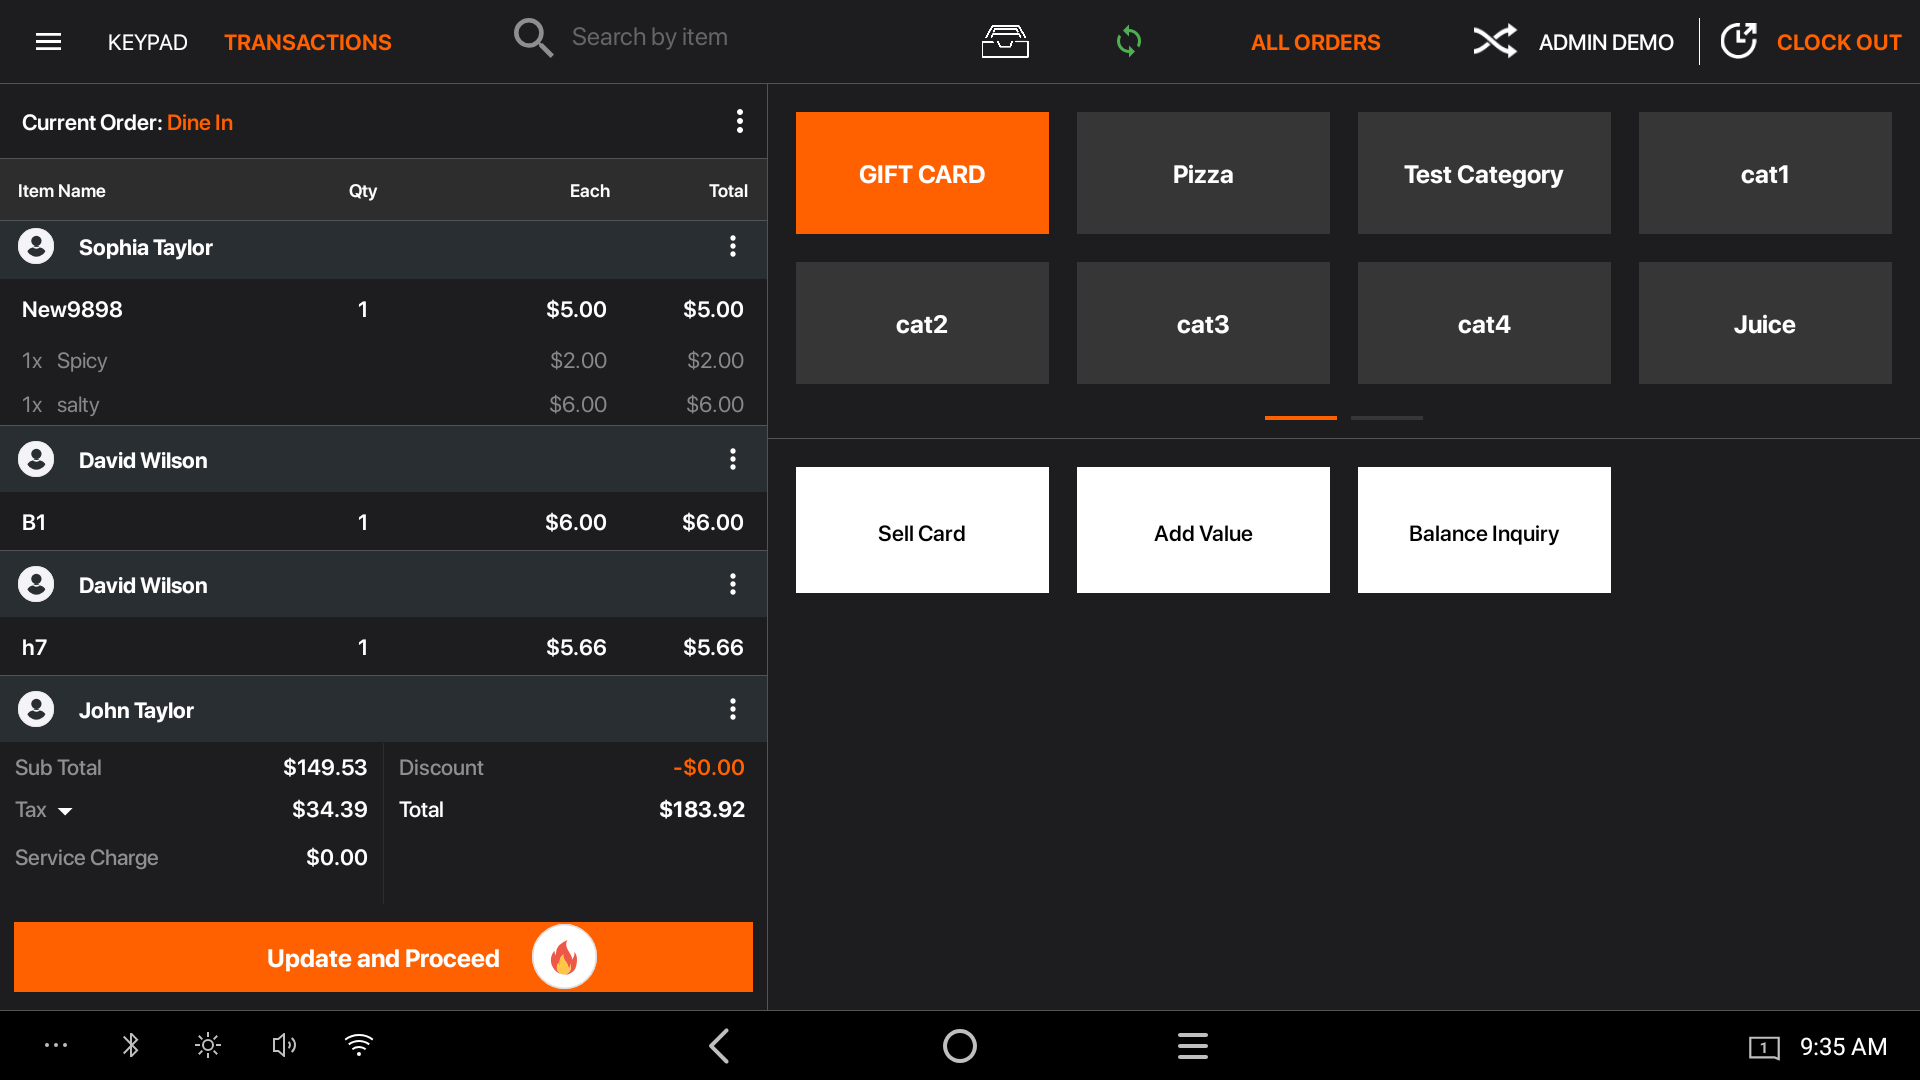 KEYPAD TRANSACTIONS Search by item ALL ORDERS ADMIN DEMO CLOCK OUT
Current Order: Dine In
Item Name Qty Each Total
Sophia Taylor
New9898 1 $5.00 $5.00
1x Spicy $2.00 $2.00
1x salty $6.00 $6.00
David Wilson
B1 1 $6.00 $6.00
David Wilson
h7 1 $5.66 $5.66
John Taylor
Sub Total $149.53 Discount -$0.00
Tax $34.39 Total $183.92
Service Charge $0.00
Update and Proceed
GIFT CARD Pizza Test Category cat1
cat2 cat3 cat4 Juice
Sell Card Add Value Balance Inquiry
1 9:35 AM